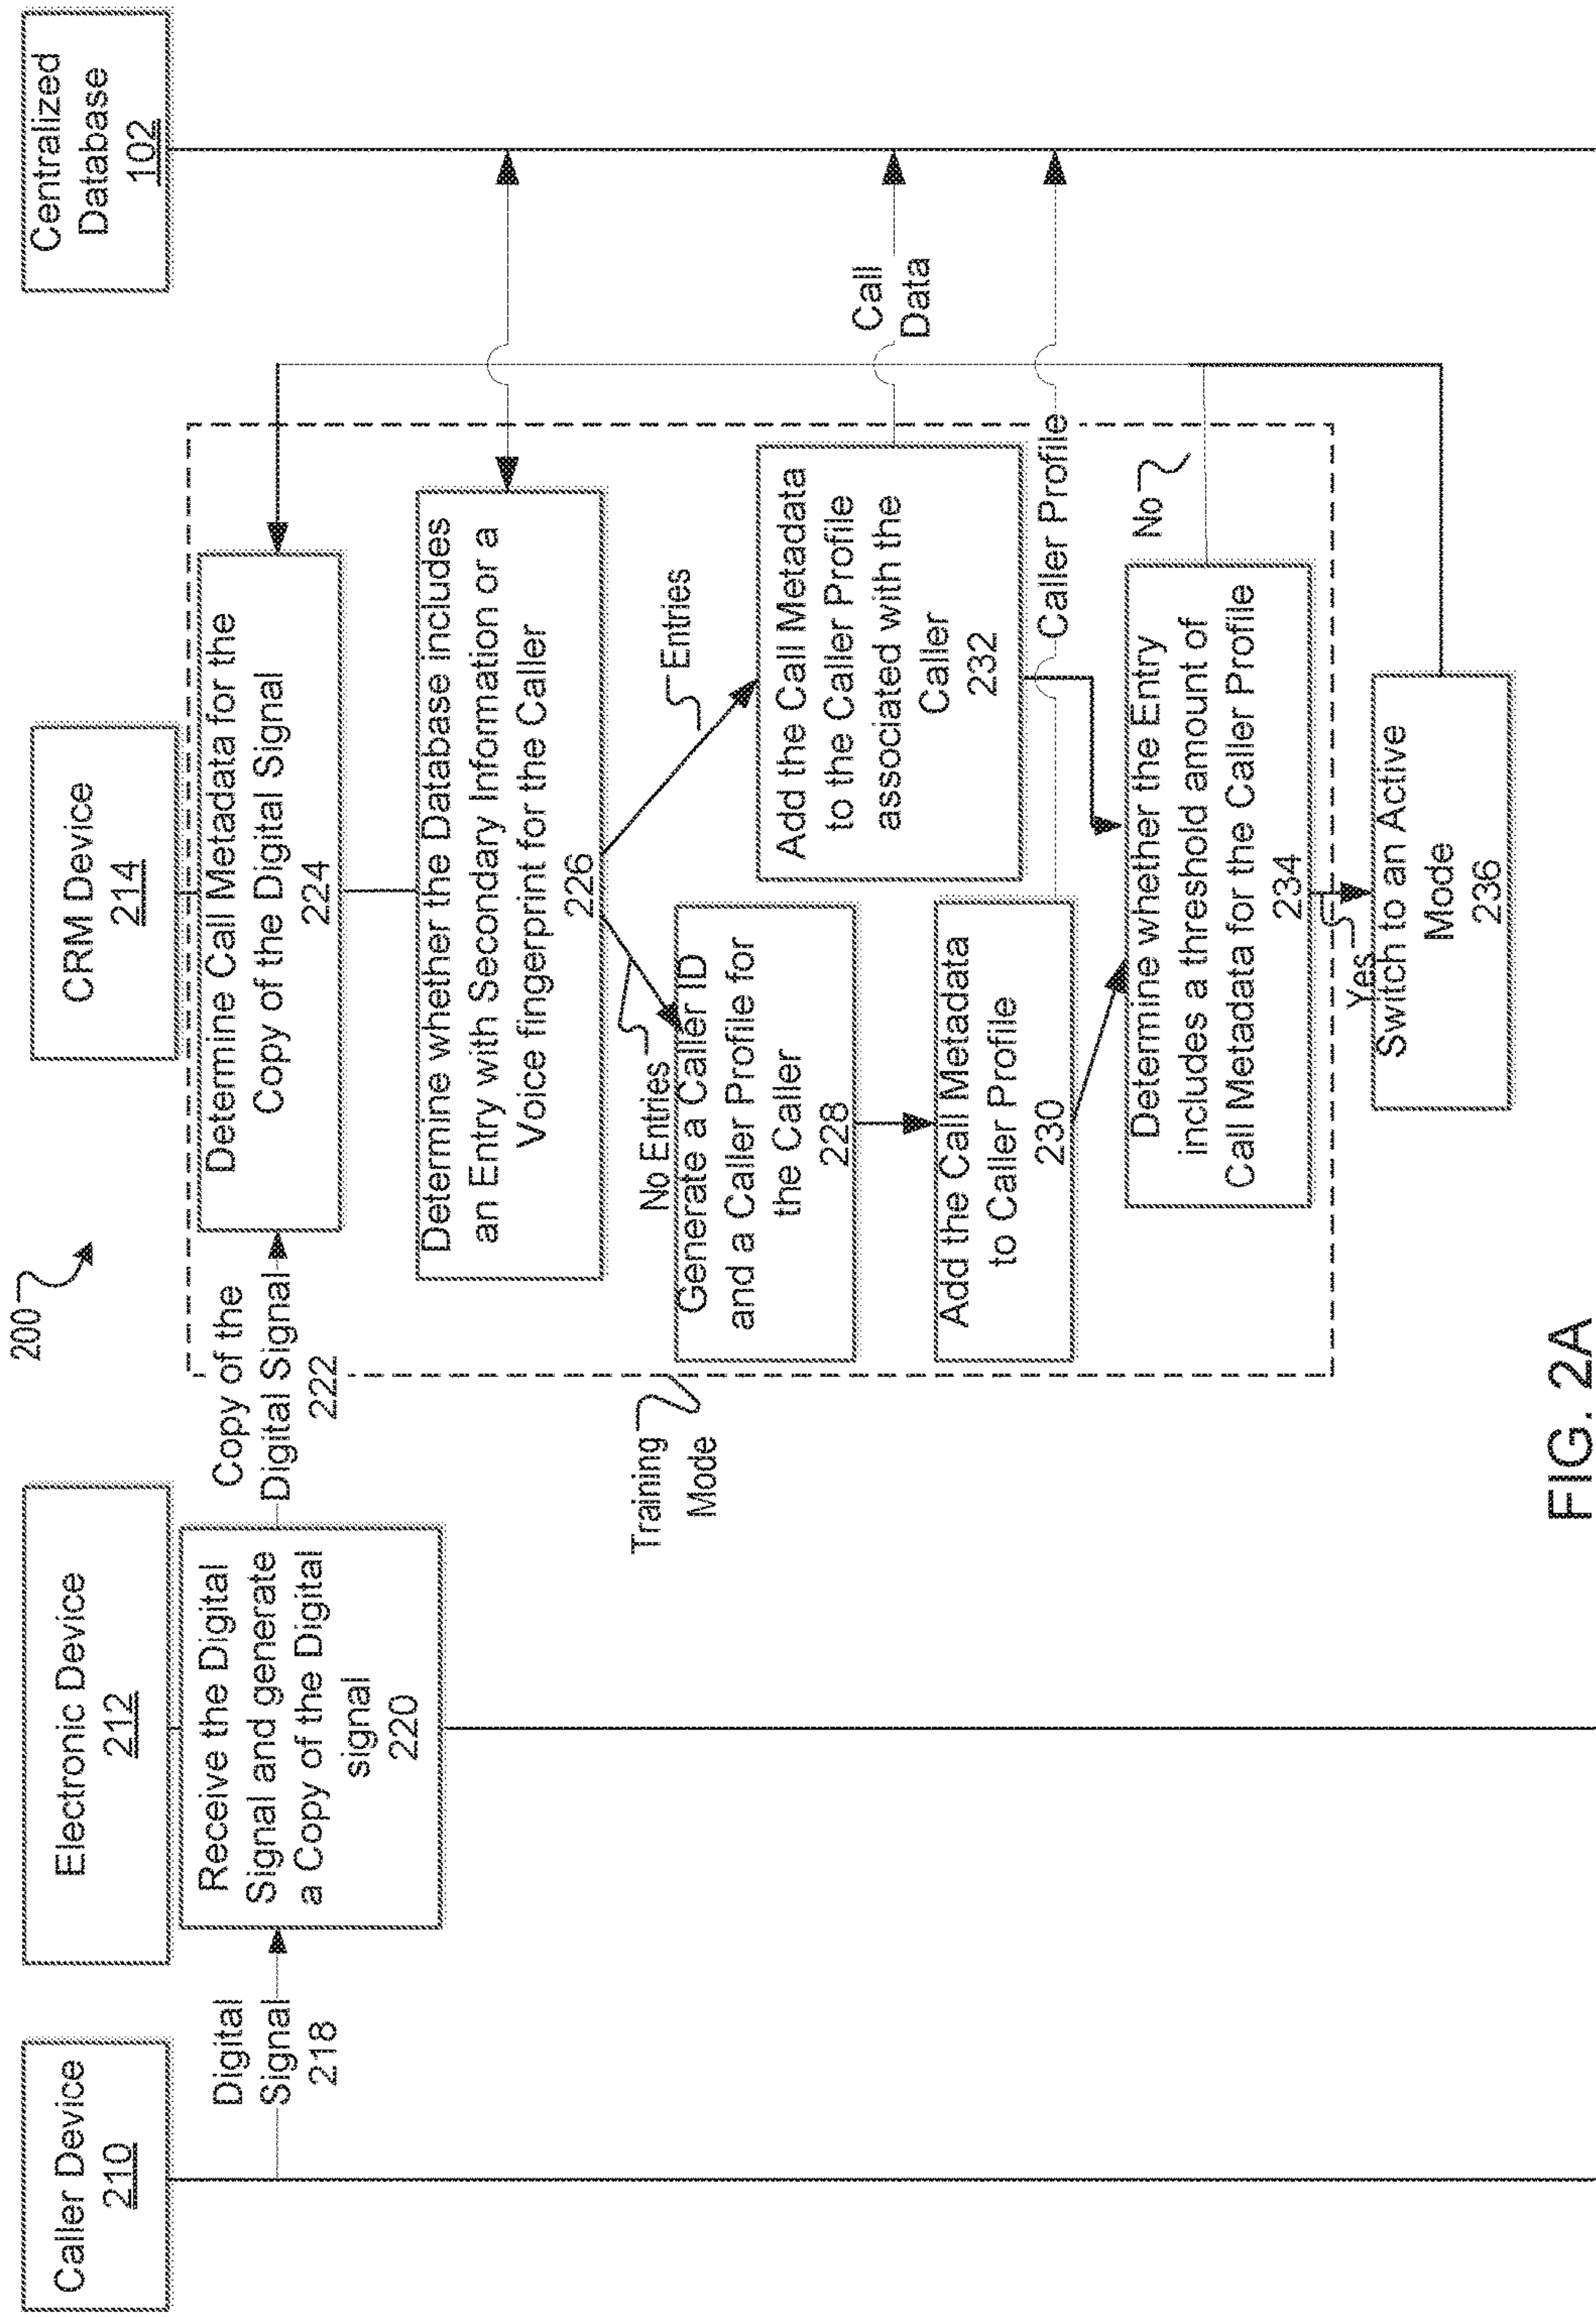 200
Caller Device
210
Electronic Device
212
CRM Device
214
Centralized
Database
102
Digital
Signal
218
Receive the Digital
Signal and generate
a Copy of the Digital
signal
220
Copy of the
Digital Signal
222
Determine Call Metadata for the
Copy of the Digital Signal
224
Determine whether the Database includes
an Entry with Secondary Information or a
Voice fingerprint for the Caller
226
No Entries
Entries
Training
Mode
Generate a Caller ID
and a Caller Profile for
the Caller
228
Add the Call Metadata
to the Caller Profile
associated with the
Caller
232
Call
Data
Add the Call Metadata
to Caller Profile
230
Caller Profile
Determine whether the Entry
includes a threshold amount of
Call Metadata for the Caller Profile
234
No
Yes
Switch to an Active
Mode
236
FIG. 2A